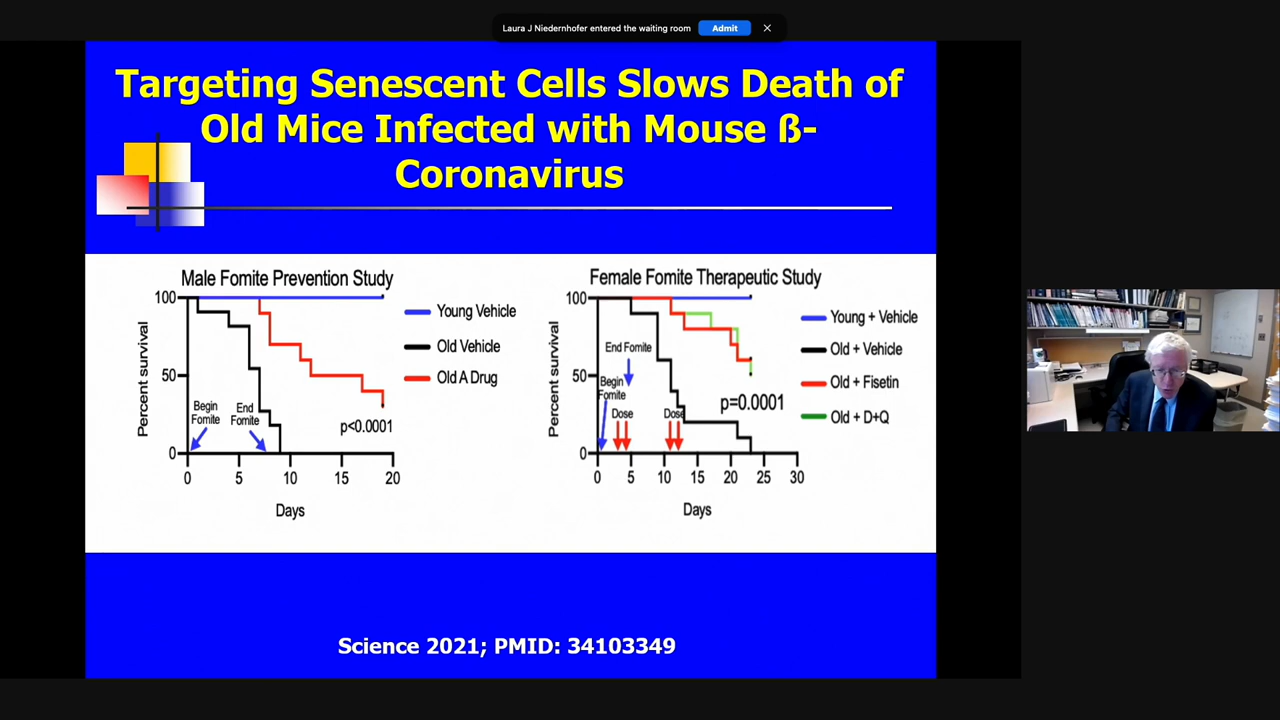 Laura J Niedernhofer entered the waiting room
Admit
Targeting Senescent Cells Slows Death of
Old Mice Infected with Mouse ß-
Coronavirus
Male Fomite Prevention Study
Percent survival
100
50
0
Begin
Fomite
End
Fomite
p<0.0001
0 5 10 15 20
Days
Young Vehicle
Old Vehicle
Old A Drug
Female Fomite Therapeutic Study
Percent survival
100
50
0
End Fomite
Begin
Fomite
Dose
Dose
p=0.0001
0 5 10 15 20 25 30
Days
Young + Vehicle
Old + Vehicle
Old + Fisetin
Old + D+Q
Science 2021; PMID: 34103349